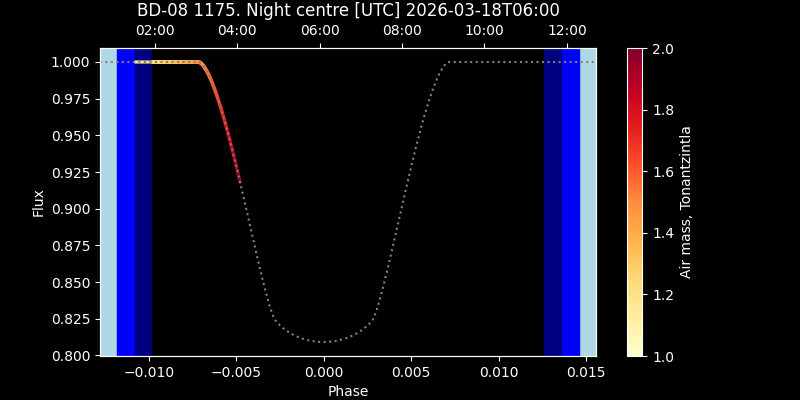 BD-08 1175. Night centre [UTC] 2026-03-18T06:00
02:00 04:00 06:00 08:00 10:00 12:00
1.000
0.975
0.950
0.925
0.900
0.875
0.850
0.825
0.800
Flux
−0.010 −0.005 0.000 0.005 0.010 0.015
Phase
2.0
1.8
1.6
1.4
1.2
1.0
Air mass, Tonantzintla